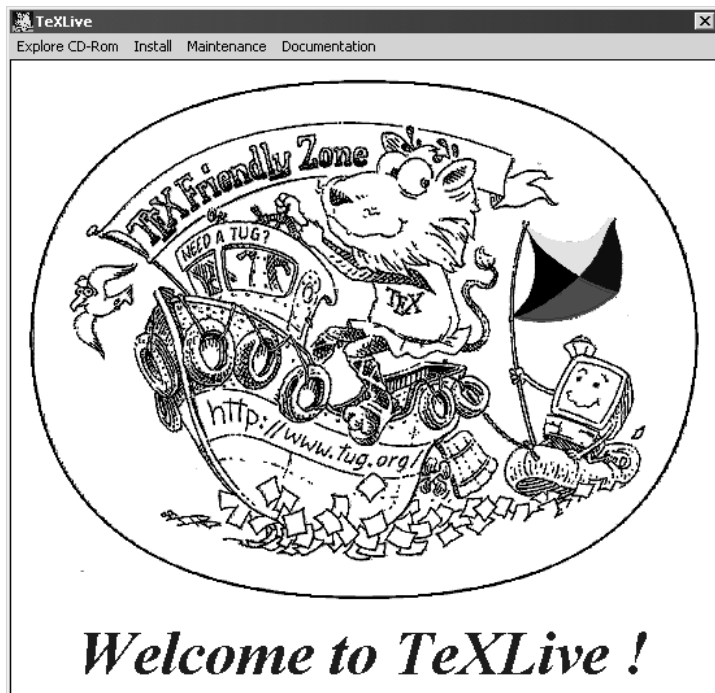 TeXLive
Explore CD-Rom Install Maintenance Documentation
TEX Friendly Zone
NEED A TUG?
TEX
http://www.tug.org/
Welcome to TeXLive !